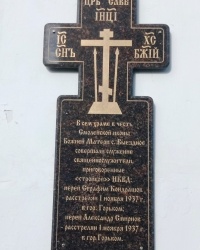 ЦРЬ СЛАВЫ
ІС ХС
СНЪ БЖІЙ
В сем храме в честь
Смоленской иконы
Божией Матери с. Выездное
совершали служение
священнослужители,
приговоренные
«тройкой» НКВД:
иерей Серафим Кондрашов
расстрелян 1 ноября 1937 г.
в гор. Горьком,
иерей Александр Смирнов
расстрелян 1 ноября 1937 г.
в гор. Горьком.